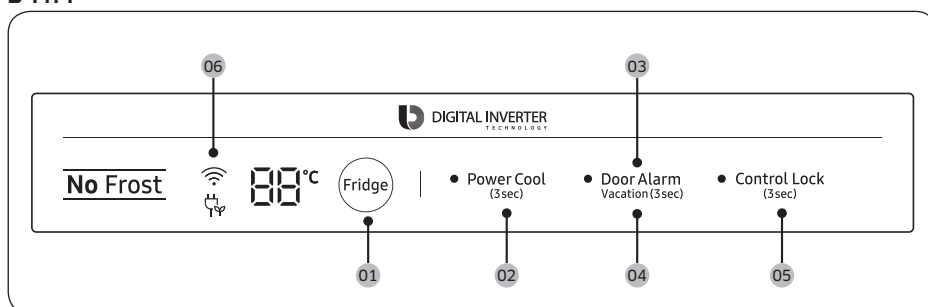 06
03
DIGITAL INVERTER
TECHNOLOGY
No Frost
88°C
Fridge
Power Cool
(3sec)
Door Alarm
Vacation(3sec)
Control Lock
(3sec)
01
02
04
05